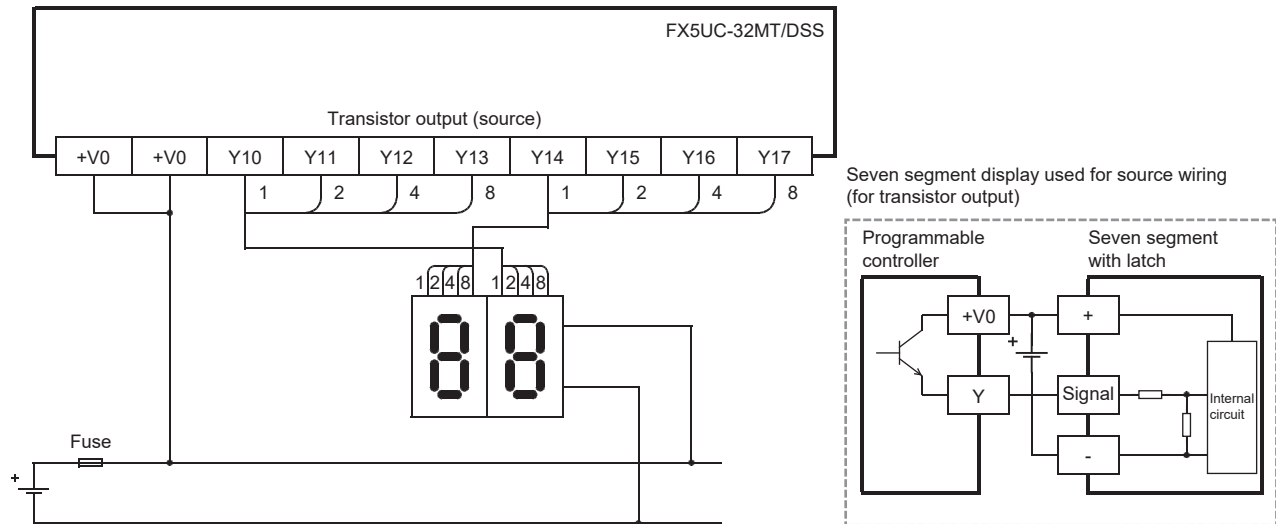 FX5UC-32MT/DSS
Transistor output (source)
+V0 +V0 Y10 Y11 Y12 Y13 Y14 Y15 Y16 Y17
1 2 4 8 1 2 4 8
1 2 4 8 1 2 4 8
Fuse
+
Seven segment display used for source wiring
(for transistor output)
Programmable
controller
Seven segment
with latch
+V0
+
+
Y
Signal
Internal
circuit
-